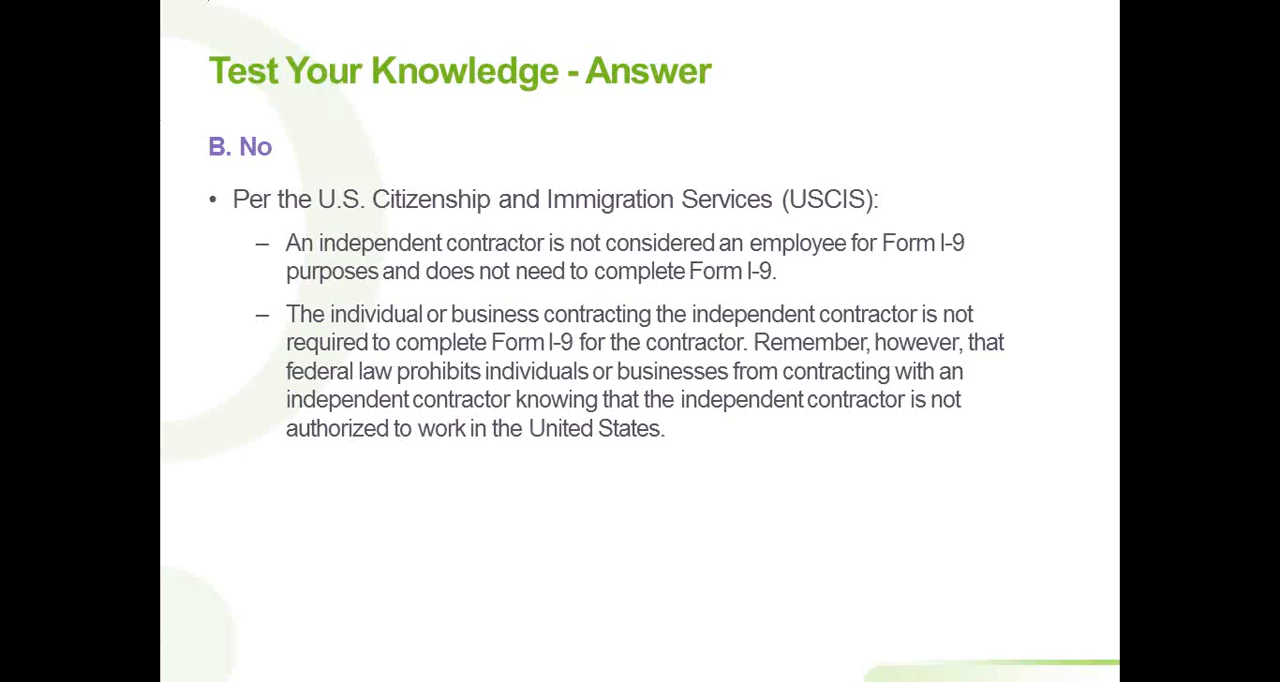 Test Your Knowledge - Answer
B. No
• Per the U.S. Citizenship and Immigration Services (USCIS):
– An independent contractor is not considered an employee for Form I-9
purposes and does not need to complete Form I-9.
– The individual or business contracting the independent contractor is not
required to complete Form I-9 for the contractor. Remember, however, that
federal law prohibits individuals or businesses from contracting with an
independent contractor knowing that the independent contractor is not
authorized to work in the United States.